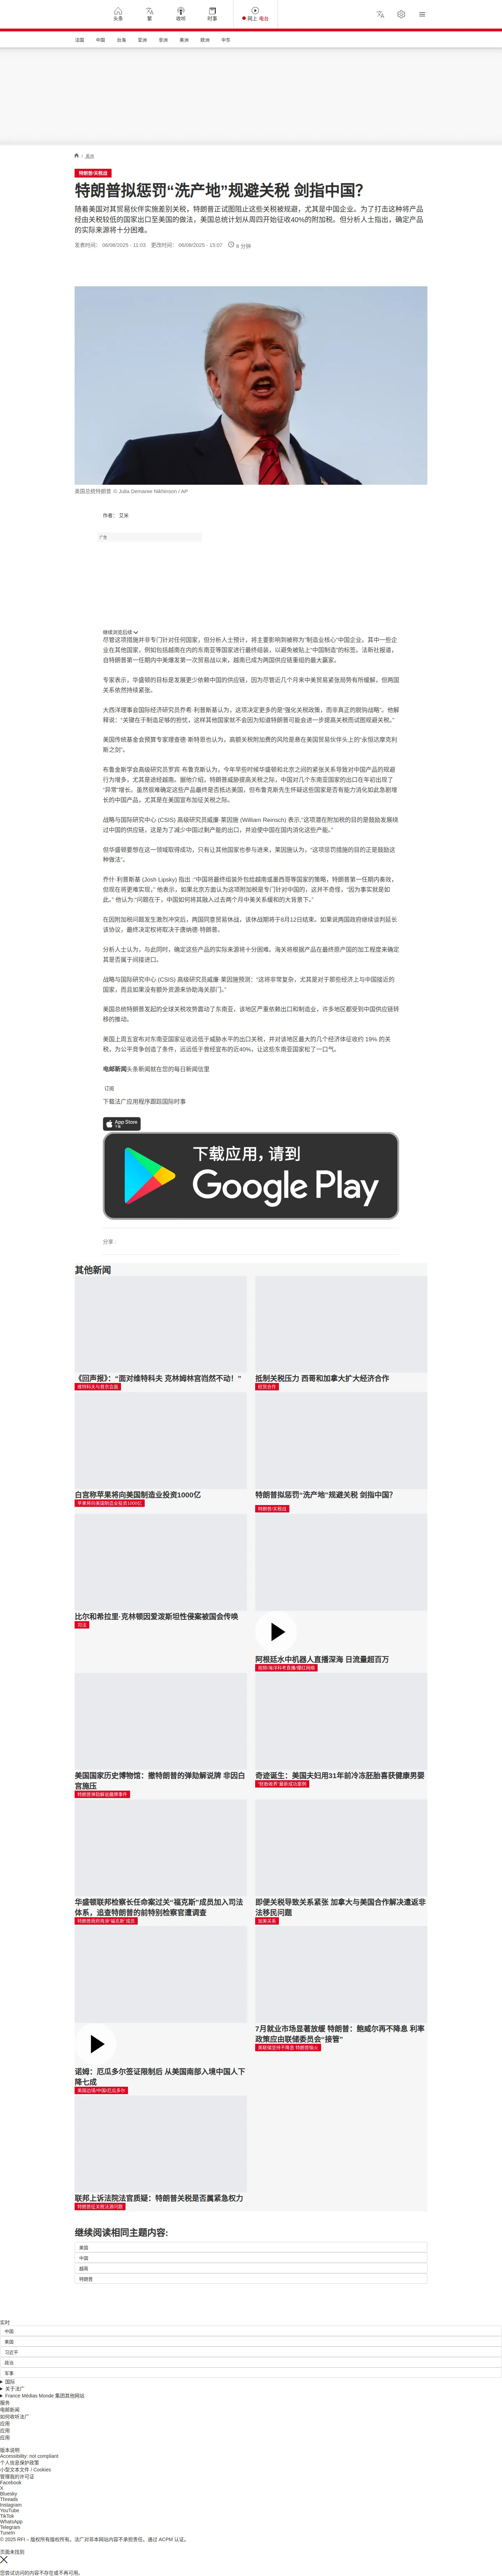 头条
繁
收听
时事
网上 电台
法国
中国
台海
亚洲
非洲
美洲
欧洲
中东
美洲
特朗普/关税战
特朗普拟惩罚“洗产地”规避关税 剑指中国？
随着美国对其贸易伙伴实施差别关税，特朗普正试图阻止这些关税被规避，尤其是中国企业。为了打击这种将产品
经由关税较低的国家出口至美国的做法，美国总统计划从周四开始征收40%的附加税。但分析人士指出，确定产品
的实际来源将十分困难。
发表时间： 06/08/2025 - 11:03 更改时间： 06/08/2025 - 15:07 8 分钟
美国总统特朗普 © Julia Demaree Nikhinson / AP
作者： 艾米
广告
继续浏览后续
尽管这项措施并非专门针对任何国家，但分析人士预计，将主要影响到被称为“制造业核心”中国企业。其中一些企
业在其他国家，例如包括越南在内的东南亚等国家进行最终组装，以避免被贴上“中国制造”的标签。法新社报道，
自特朗普第一任期内中美爆发第一次贸易战以来，越南已成为两国供应链重组的最大赢家。
专家表示，华盛顿的目标是发展更少依赖中国的供应链，因为尽管近几个月来中美贸易紧张局势有所缓解，但两国
关系依然持续紧张。
大西洋理事会国际经济研究员乔希·利普斯基认为，这项决定更多的是“强化关税政策，而非真正的脱钩战略”。他解
释说：“关键在于制造足够的担忧，这样其他国家就不会因为知道特朗普可能会进一步提高关税而试图规避关税。”
美国传统基金会预算专家理查德·斯特恩也认为，高额关税附加费的风险是悬在美国贸易伙伴头上的“永恒达摩克利
斯之剑”。
布鲁金斯学会高级研究员罗宾·布鲁克斯认为，今年早些时候华盛顿和北京之间的紧张关系导致对中国产品的规避
行为增多，尤其是途经越南。据他介绍，特朗普威胁提高关税之际，中国对几个东南亚国家的出口在年初出现了
“异常”增长。虽然很难确定这些产品最终是否抵达美国，但布鲁克斯先生怀疑这些国家是否有能力消化如此急剧增
长的中国产品，尤其是在美国宣布加征关税之际。
战略与国际研究中心 (CSIS) 高级研究员威廉·莱因施 (William Reinsch) 表示，“这项潜在附加税的目的是鼓励发展绕
过中国的供应链，这是为了减少中国过剩产能的出口，并迫使中国在国内消化这些产能。”
但华盛顿要想在这一领域取得成功，只有让其他国家也参与进来，莱因施认为，“这项惩罚措施的目的正是鼓励这
种做法”。
乔什·利普斯基 (Josh Lipsky) 指出 :“中国将最终组装外包给越南或墨西哥等国家的策略，特朗普第一任期内奏效，
但现在将更难实现。” 他表示，如果北京方面认为这项附加税是专门针对中国的，这并不奇怪，“因为事实就是如
此。” 他认为 “问题在于，中国如何将其融入过去两个月中美关系缓和的大背景下。”
在因附加税问题发生激烈冲突后，两国同意贸易休战，该休战期将于8月12日结束。如果说两国政府继续谈判延长
该协议，最终决定权将取决于唐纳德·特朗普。
分析人士认为，与此同时，确定这些产品的实际来源将十分困难。海关将根据产品在最终原产国的加工程度来确定
其是否属于间接进口。
战略与国际研究中心 (CSIS) 高级研究员威廉·莱因施预测：“这将非常复杂，尤其是对于那些经济上与中国接近的
国家，而且如果没有额外资源来协助海关部门。”
美国总统特朗普发起的全球关税攻势震动了东南亚，该地区严重依赖出口和制造业，许多地区都受到中国供应链转
移的推动。
美国上周五宣布对东南亚国家征收远低于威胁水平的出口关税，并对该地区最大的几个经济体征收约 19% 的关
税，为公平竞争创造了条件，远远低于曾经宣布的近40%，让这些东南亚国家松了一口气。
电邮新闻头条新闻就在您的每日新闻信里
订阅
下载法广应用程序跟踪国际时事
App Store
下载
下载应用，请到
Google Play
分享 :
其他新闻
《回声报》：“面对维特科夫 克林姆林宫岿然不动！”
维特科夫与普京会面
抵制关税压力 西哥和加拿大扩大经济合作
经贸合作
白宫称苹果将向美国制造业投资1000亿
苹果将向美国制造业投资1000亿
特朗普拟惩罚“洗产地”规避关税 剑指中国？
特朗普/关税战
比尔和希拉里·克林顿因爱泼斯坦性侵案被国会传唤
司法
阿根廷水中机器人直播深海 日流量超百万
视频|海洋科考直播/爆红网络
美国国家历史博物馆：撤特朗普的弹劾解说牌 非因白
宫施压
特朗普弹劾解说撤牌事件
奇迹诞生：美国夫妇用31年前冷冻胚胎喜获健康男婴
“胚胎收养”最新成功案例
华盛顿联邦检察长任命案过关“福克斯”成员加入司法
体系，追查特朗普的前特别检察官遭调查
特朗普政府再添“福克斯”成员
即便关税导致关系紧张 加拿大与美国合作解决遣返非
法移民问题
加美关系
诺姆：厄瓜多尔签证限制后 从美国南部入境中国人下
降七成
美国边境/中国/厄瓜多尔
7月就业市场显著放缓 特朗普：鲍威尔再不降息 利率
政策应由联储委员会“接管”
美联储坚持不降息 特朗普恼火
联邦上诉法院法官质疑：特朗普关税是否属紧急权力
特朗普征关税法源问题
继续阅读相同主题内容:
美国
中国
越南
特朗普
实时
中国
美国
习近平
政治
军事
国际
关于法广
France Médias Monde 集团其他网站
服务
电邮新闻
如何收听法广
应用
应用
应用
版本说明
Accessibility: not compliant
个人信息保护政策
小型文本文件 / Cookies
管理我的许可证
Facebook
X
Bluesky
Threads
Instagram
YouTube
TikTok
WhatsApp
Telegram
TuneIn
© 2025 RFI – 版权所有版权所有。法广对非本网站内容不承担责任。通过 ACPM 认证。
页面未找到
您尝试访问的内容不存在或不再可用。